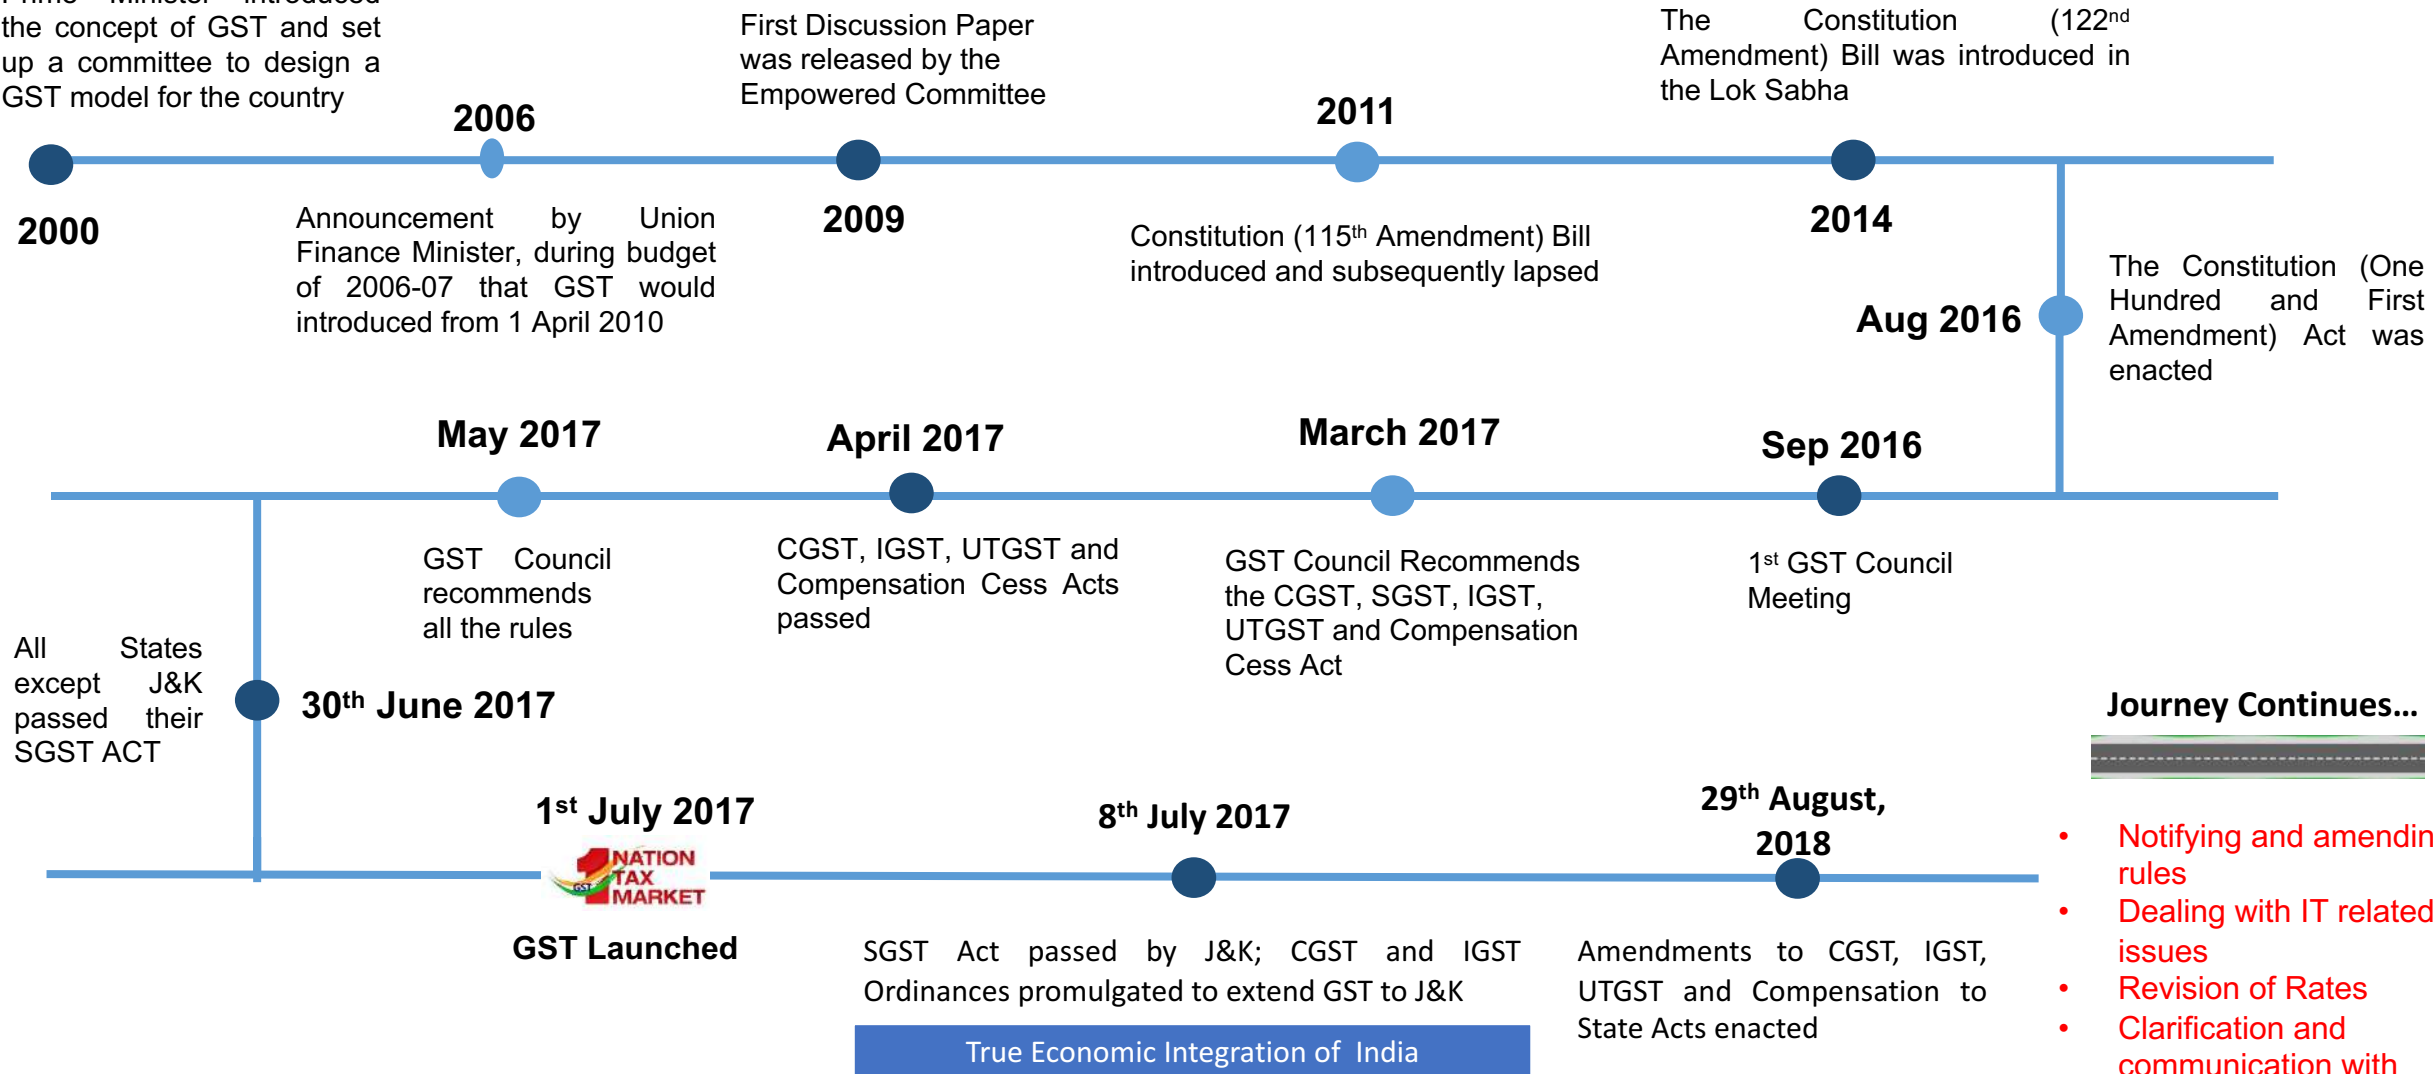 Prime Minister introduced
the concept of GST and set
up a committee to design a
GST model for the country
2000
2006
Announcement by Union
Finance Minister, during budget
of 2006-07 that GST would
introduced from 1 April 2010
First Discussion Paper
was released by the
Empowered Committee
2009
2011
Constitution (115th Amendment) Bill
introduced and subsequently lapsed
The Constitution (122nd
Amendment) Bill was introduced in
the Lok Sabha
2014
Aug 2016
The Constitution (One
Hundred and First
Amendment) Act was
enacted
Sep 2016
1st GST Council
Meeting
March 2017
GST Council Recommends
the CGST, SGST, IGST,
UTGST and Compensation
Cess Act
April 2017
CGST, IGST, UTGST and
Compensation Cess Acts
passed
May 2017
GST Council
recommends
all the rules
All States
except J&K
passed their
SGST ACT
30th June 2017
1st July 2017
1 NATION
TAX
MARKET
GST
GST Launched
8th July 2017
SGST Act passed by J&K; CGST and IGST
Ordinances promulgated to extend GST to J&K
True Economic Integration of India
29th August,
2018
Amendments to CGST, IGST,
UTGST and Compensation to
State Acts enacted
Journey Continues...
• Notifying and amendin
rules
• Dealing with IT related
issues
• Revision of Rates
• Clarification and
communication with